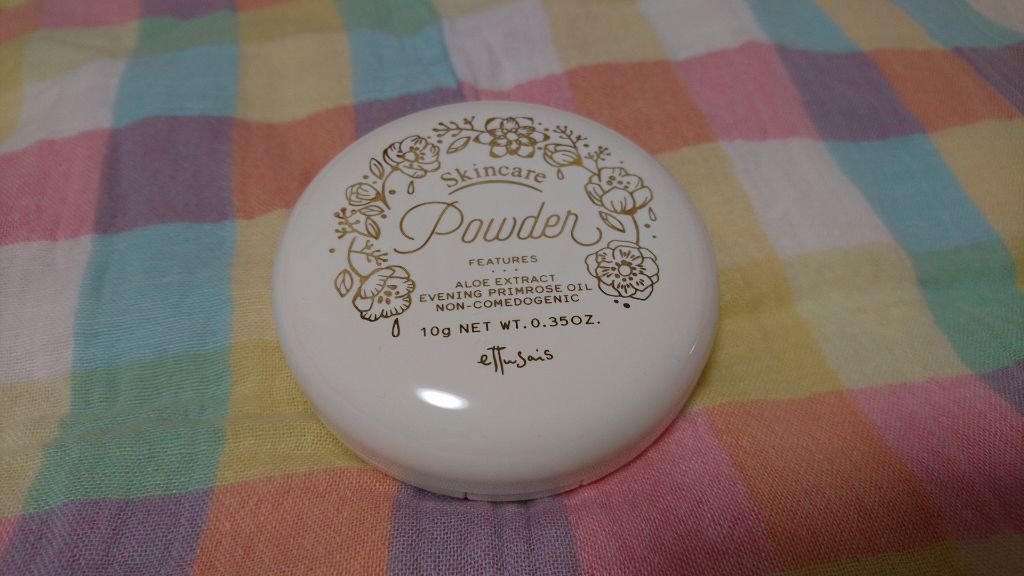 Skincare
Powder
FEATURES
ALOE EXTRACT
EVENING PRIMROSE OIL
NON-COMEDOGENIC
10g NET WT.0.35OZ.
ettusais